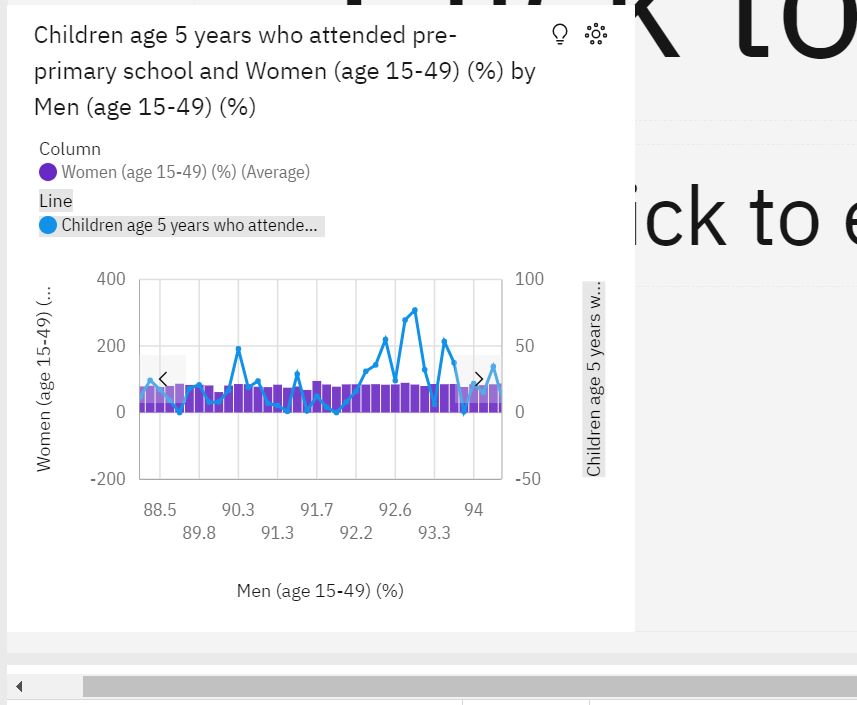 Children age 5 years who attended pre-
primary school and Women (age 15-49) (%) by
Men (age 15-49) (%)
Column
Women (age 15-49) (%) (Average)
Line
Children age 5 years who attende...
Women (age 15-49) (...
400
200
0
-200
100
50
0
-50
Children age 5 years w...
88.5
89.8
90.3
91.3
91.7
92.2
92.6
93.3
94
Men (age 15-49) (%)
k to
ick to e